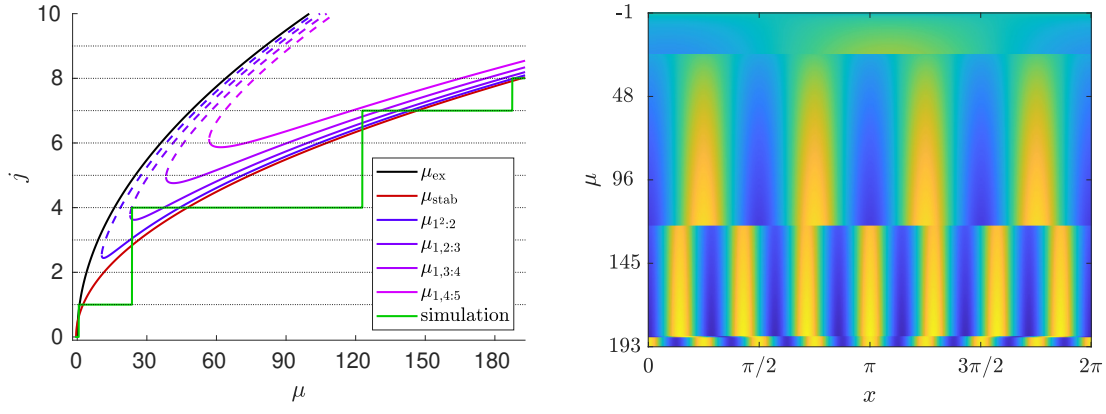 10
8
6
4
2
0
j
0 30 60 90 120 150 180
μ
μ_ex
μ_stab
μ_{1²:2}
μ_{1,2:3}
μ_{1,3:4}
μ_{1,4:5}
simulation
-1
48
96
145
193
μ
0 π/2 π 3π/2 2π
x